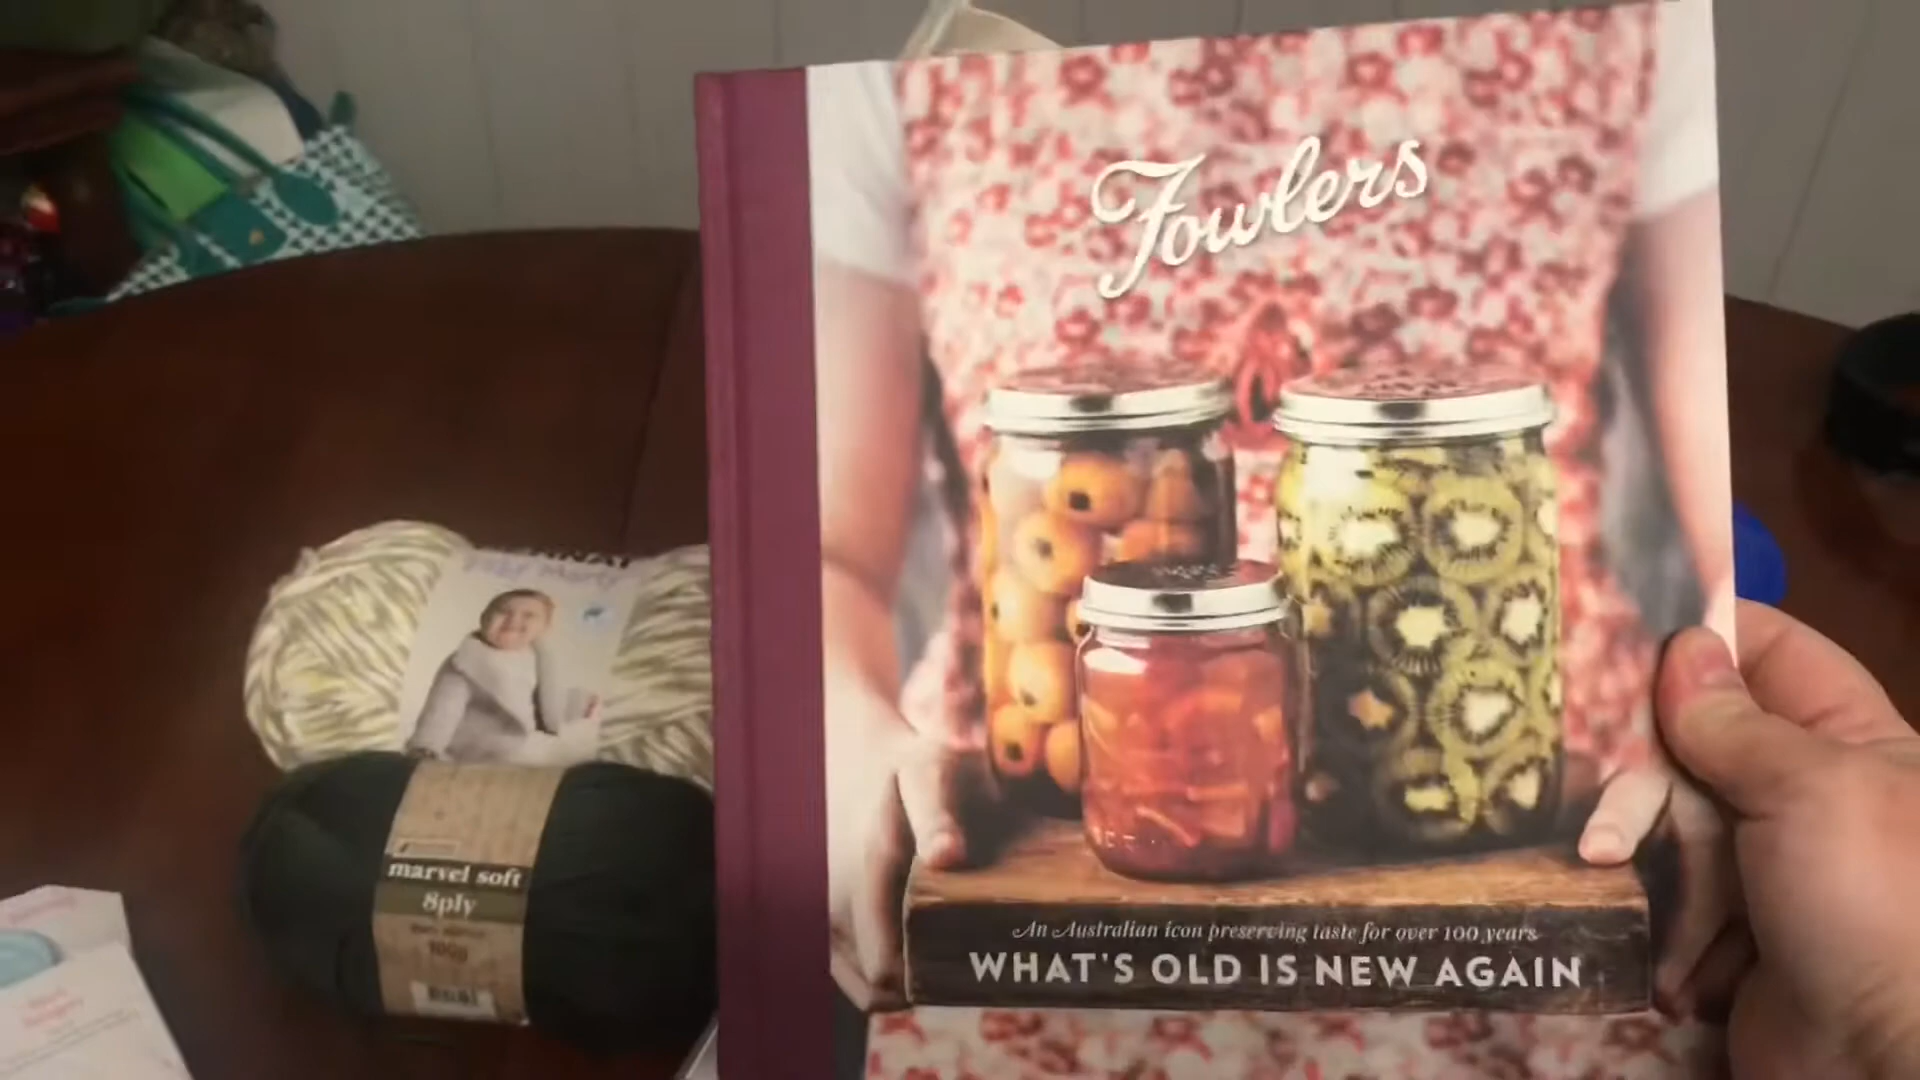 Fowlers
An Australian icon preserving taste for over 100 years
WHAT'S OLD IS NEW AGAIN
marvel soft
8ply
100g